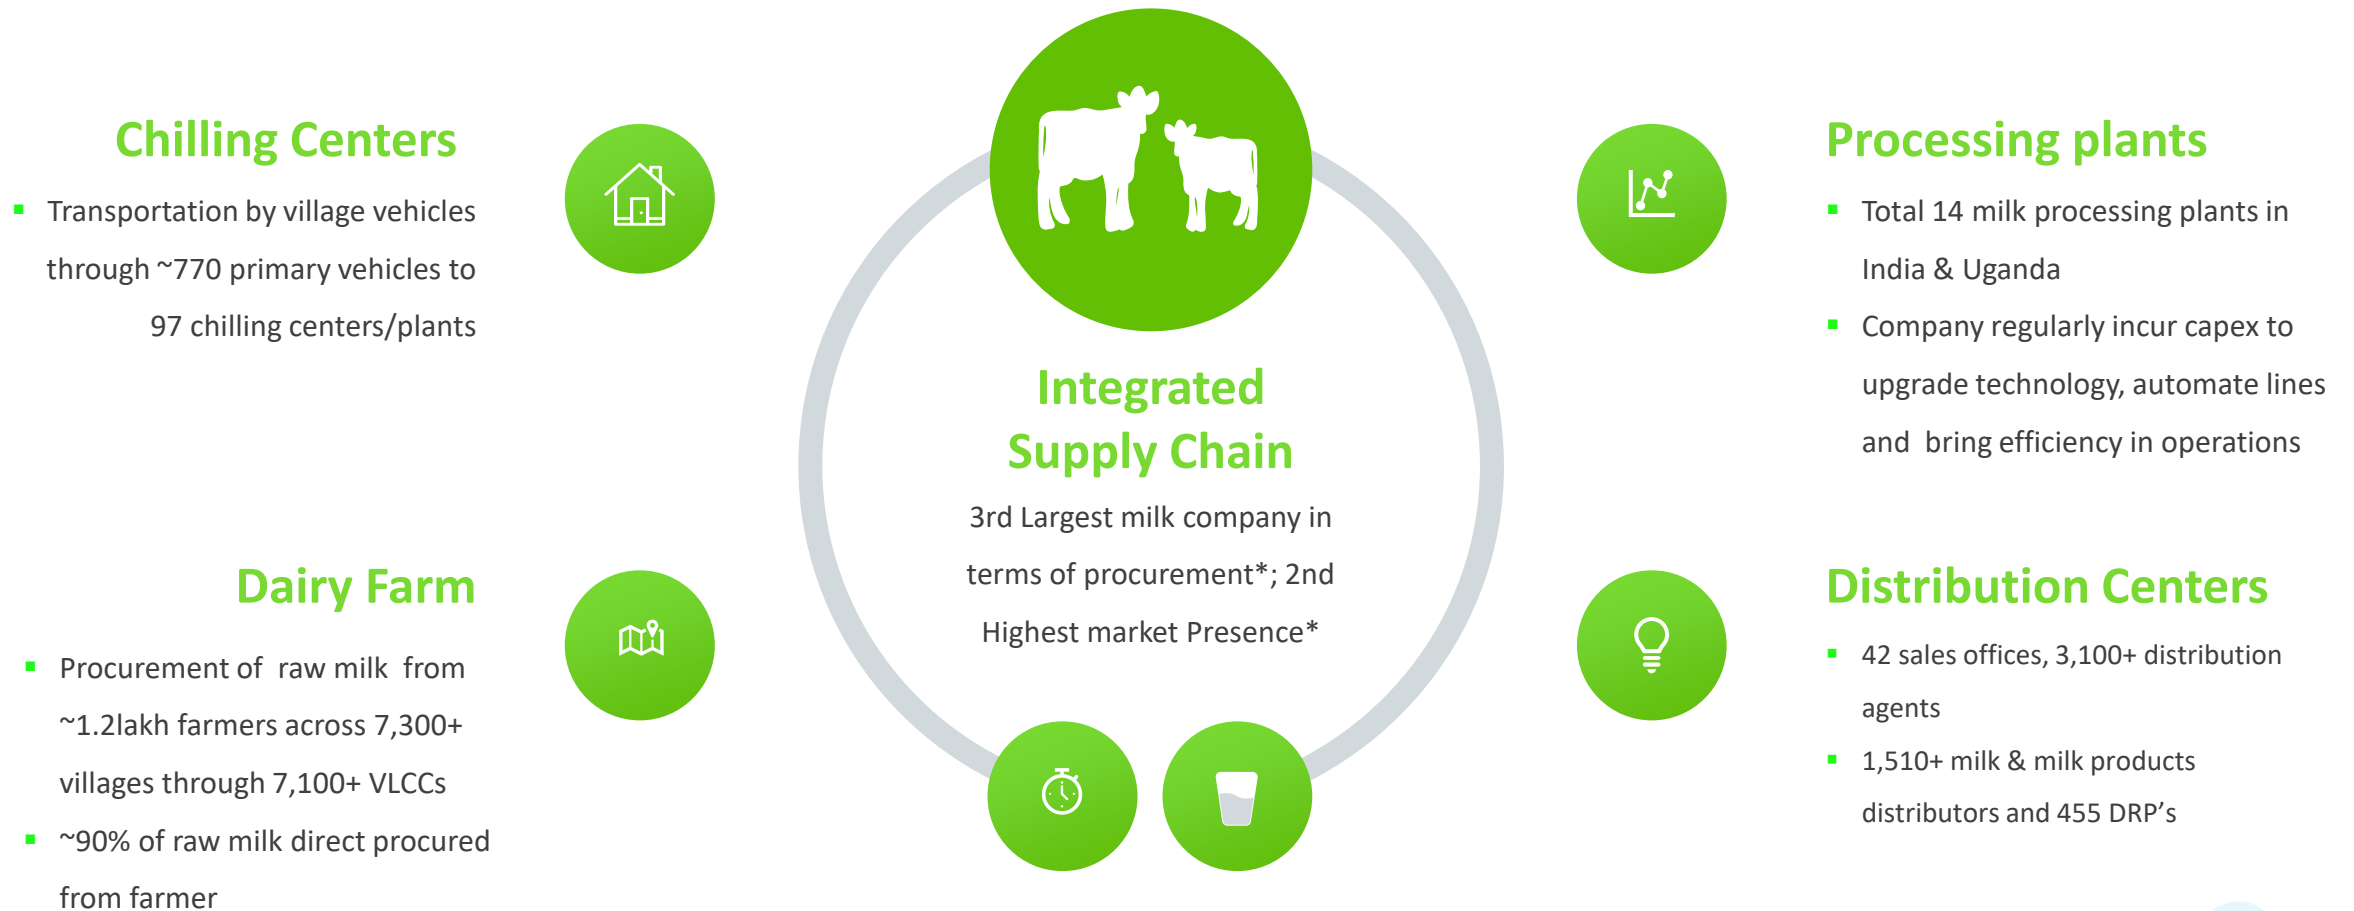 Chilling Centers
Transportation by village vehicles
through ~770 primary vehicles to
97 chilling centers/plants
Dairy Farm
Procurement of raw milk from
~1.2lakh farmers across 7,300+
villages through 7,100+ VLCCs
~90% of raw milk direct procured
from farmer
Integrated
Supply Chain
3rd Largest milk company in
terms of procurement*; 2nd
Highest market Presence*
Processing plants
Total 14 milk processing plants in
India & Uganda
Company regularly incur capex to
upgrade technology, automate lines
and bring efficiency in operations
Distribution Centers
42 sales offices, 3,100+ distribution
agents
1,510+ milk & milk products
distributors and 455 DRP’s